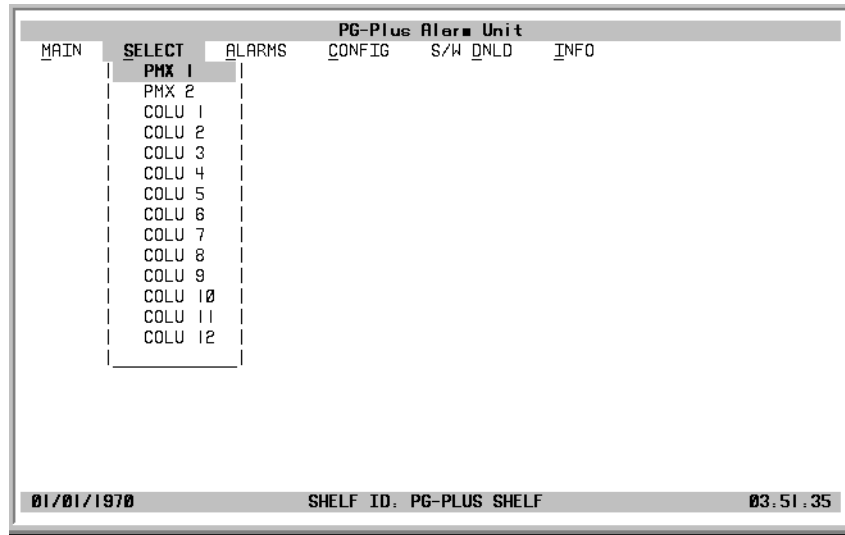 PG-Plus Alarm Unit
MAIN SELECT ALARMS CONFIG S/W DNLD INFO
PMX 1
PMX 2
COLU 1
COLU 2
COLU 3
COLU 4
COLU 5
COLU 6
COLU 7
COLU 8
COLU 9
COLU 10
COLU 11
COLU 12
01/01/1970 SHELF ID: PG-PLUS SHELF 03:51:35